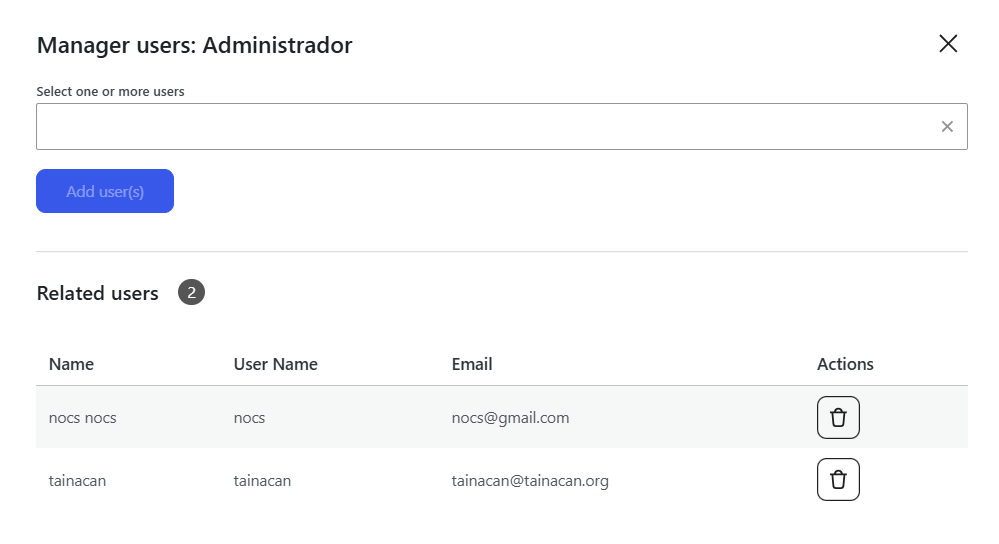 Manager users: Administrador
Select one or more users
Add user(s)
Related users 2
Name User Name Email Actions
nocs nocs nocs nocs@gmail.com
tainacan tainacan tainacan@tainacan.org